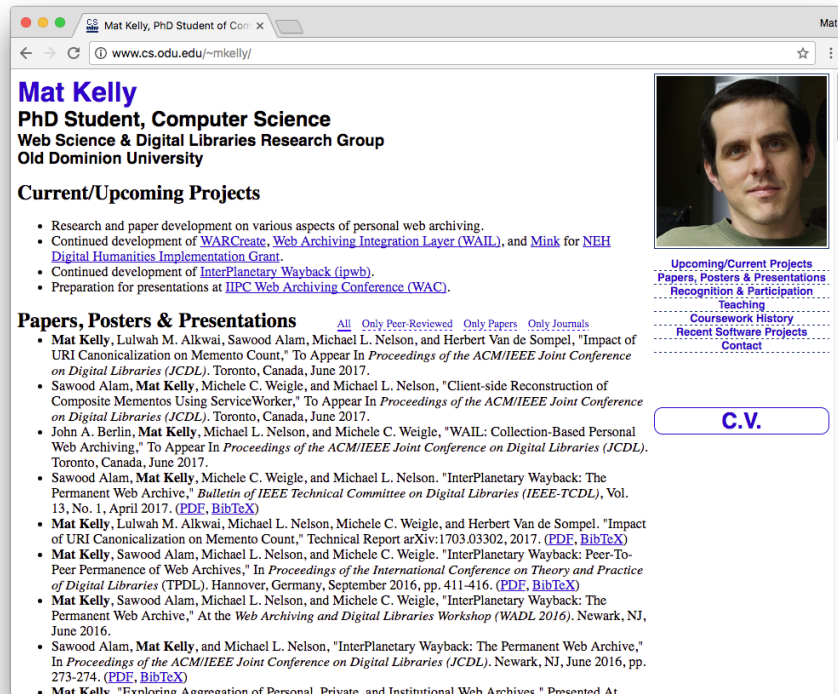 Mat Kelly, PhD Student of Com
Mat
www.cs.odu.edu/~mkelly/
Mat Kelly
PhD Student, Computer Science
Web Science & Digital Libraries Research Group
Old Dominion University
Current/Upcoming Projects
Research and paper development on various aspects of personal web archiving.
Continued development of WARCreate, Web Archiving Integration Layer (WAIL), and Mink for NEH
Digital Humanities Implementation Grant.
Continued development of InterPlanetary Wayback (ipwb).
Preparation for presentations at IIPC Web Archiving Conference (WAC).
Papers, Posters & Presentations All Only Peer-Reviewed Only Papers Only Journals
Mat Kelly, Lulwah M. Alkwai, Sawood Alam, Michael L. Nelson, and Herbert Van de Sompel, "Impact of
URI Canonicalization on Memento Count," To Appear In Proceedings of the ACM/IEEE Joint Conference
on Digital Libraries (JCDL). Toronto, Canada, June 2017.
Sawood Alam, Mat Kelly, Michele C. Weigle, and Michael L. Nelson, "Client-side Reconstruction of
Composite Mementos Using ServiceWorker," To Appear In Proceedings of the ACM/IEEE Joint Conference
on Digital Libraries (JCDL). Toronto, Canada, June 2017.
John A. Berlin, Mat Kelly, Michael L. Nelson, and Michele C. Weigle, "WAIL: Collection-Based Personal
Web Archiving," To Appear In Proceedings of the ACM/IEEE Joint Conference on Digital Libraries (JCDL).
Toronto, Canada, June 2017.
Sawood Alam, Mat Kelly, Michele C. Weigle and Michael L. Nelson. "InterPlanetary Wayback: The
Permanent Web Archive," Bulletin of IEEE Technical Committee on Digital Libraries (IEEE-TCDL), Vol.
13, No. 1, April 2017. (PDF, BibTeX)
Mat Kelly, Lulwah M. Alkwai, Michael L. Nelson, Michele C. Weigle, and Herbert Van de Sompel. "Impact
of URI Canonicalization on Memento Count," Technical Report arXiv:1703.03302, 2017. (PDF, BibTeX)
Mat Kelly, Sawood Alam, Michael L. Nelson, and Michele C. Weigle. "InterPlanetary Wayback: Peer-To-
Peer Permanence of Web Archives," In Proceedings of the International Conference on Theory and Practice
of Digital Libraries (TPDL). Hannover, Germany, September 2016, pp. 411-416. (PDF, BibTeX)
Mat Kelly, Sawood Alam, Michael L. Nelson, and Michele C. Weigle, "InterPlanetary Wayback: The
Permanent Web Archive," At the Web Archiving and Digital Libraries Workshop (WADL 2016). Newark, NJ,
June 2016.
Sawood Alam, Mat Kelly, and Michael L. Nelson, "InterPlanetary Wayback: The Permanent Web Archive,"
In Proceedings of the ACM/IEEE Joint Conference on Digital Libraries (JCDL). Newark, NJ, June 2016, pp.
273-274. (PDF, BibTeX)
Mat Kelly, "Exploring Aggregation of Personal, Private, and Institutional Web Archives," Presented At
Upcoming/Current Projects
Papers, Posters & Presentations
Recognition & Participation
Teaching
Coursework History
Recent Software Projects
Contact
C.V.